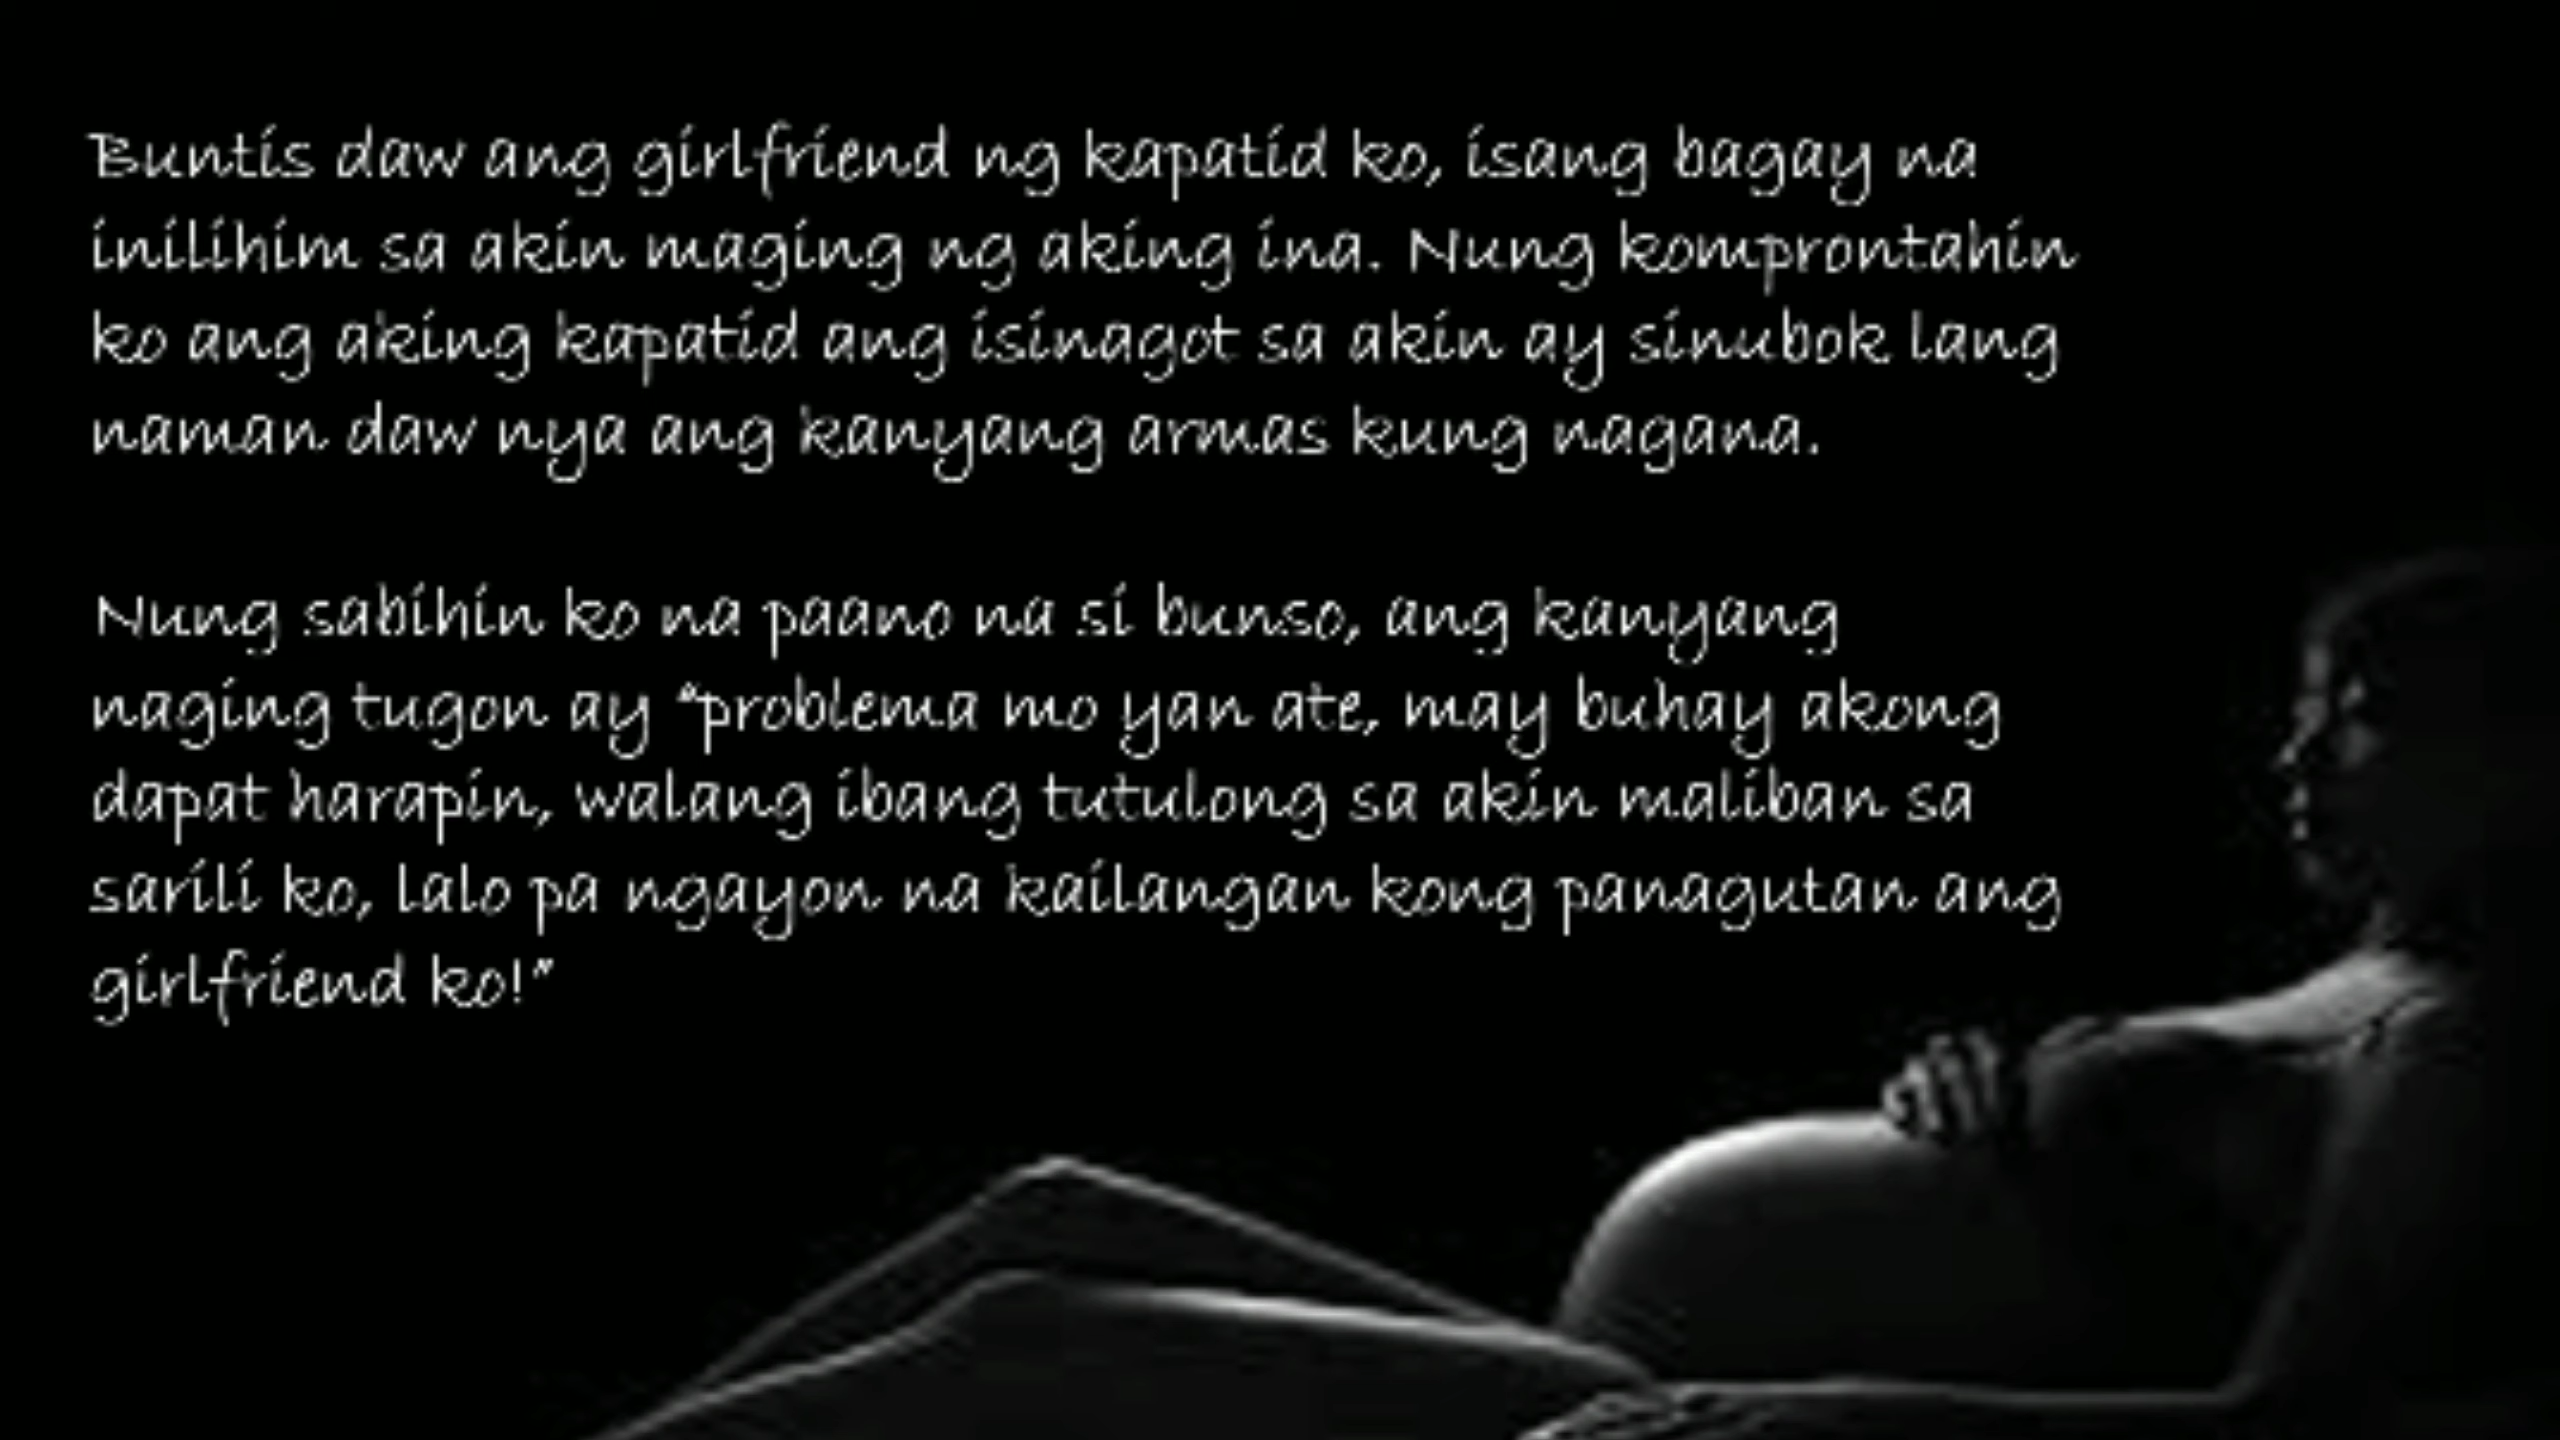 Buntis daw ang girlfriend ng kapatid ko, isang bagay na
inilihim sa akin maging ng aking ina. Nung komprontahin
ko ang aking kapatid ang isinagot sa akin ay sinubok lang
naman daw nya ang kanyang armas kung nagana.
Nung sabihin ko na paano na si bunso, ang kanyang
naging tugon ay “problema mo yan ate, may buhay akong
dapat harapin, walang ibang tutulong sa akin maliban sa
sarili ko, lalo pa ngayon na kailangan kong panagutan ang
girlfriend ko!”